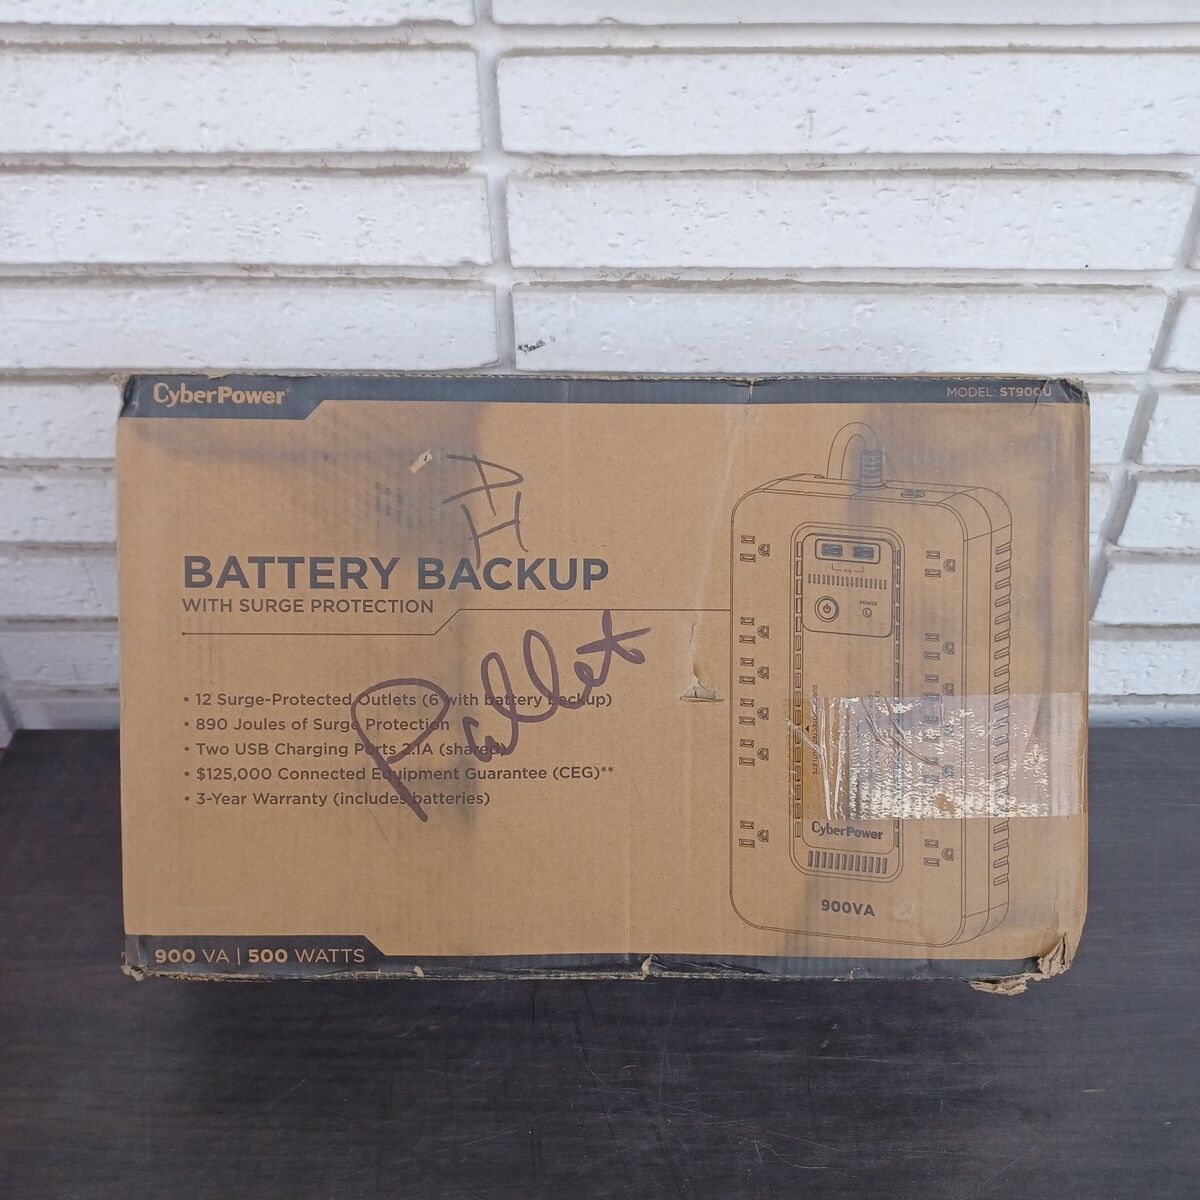 CyberPower
MODEL: ST900U
AH
BATTERY BACKUP
WITH SURGE PROTECTION
Pallet
• 12 Surge-Protected Outlets (6 with battery backup)
• 890 Joules of Surge Protection
• Two USB Charging Ports 2.1A (shared)
• $125,000 Connected Equipment Guarantee (CEG)**
• 3-Year Warranty (includes batteries)
POWER
CyberPower
900VA
900 VA | 500 WATTS